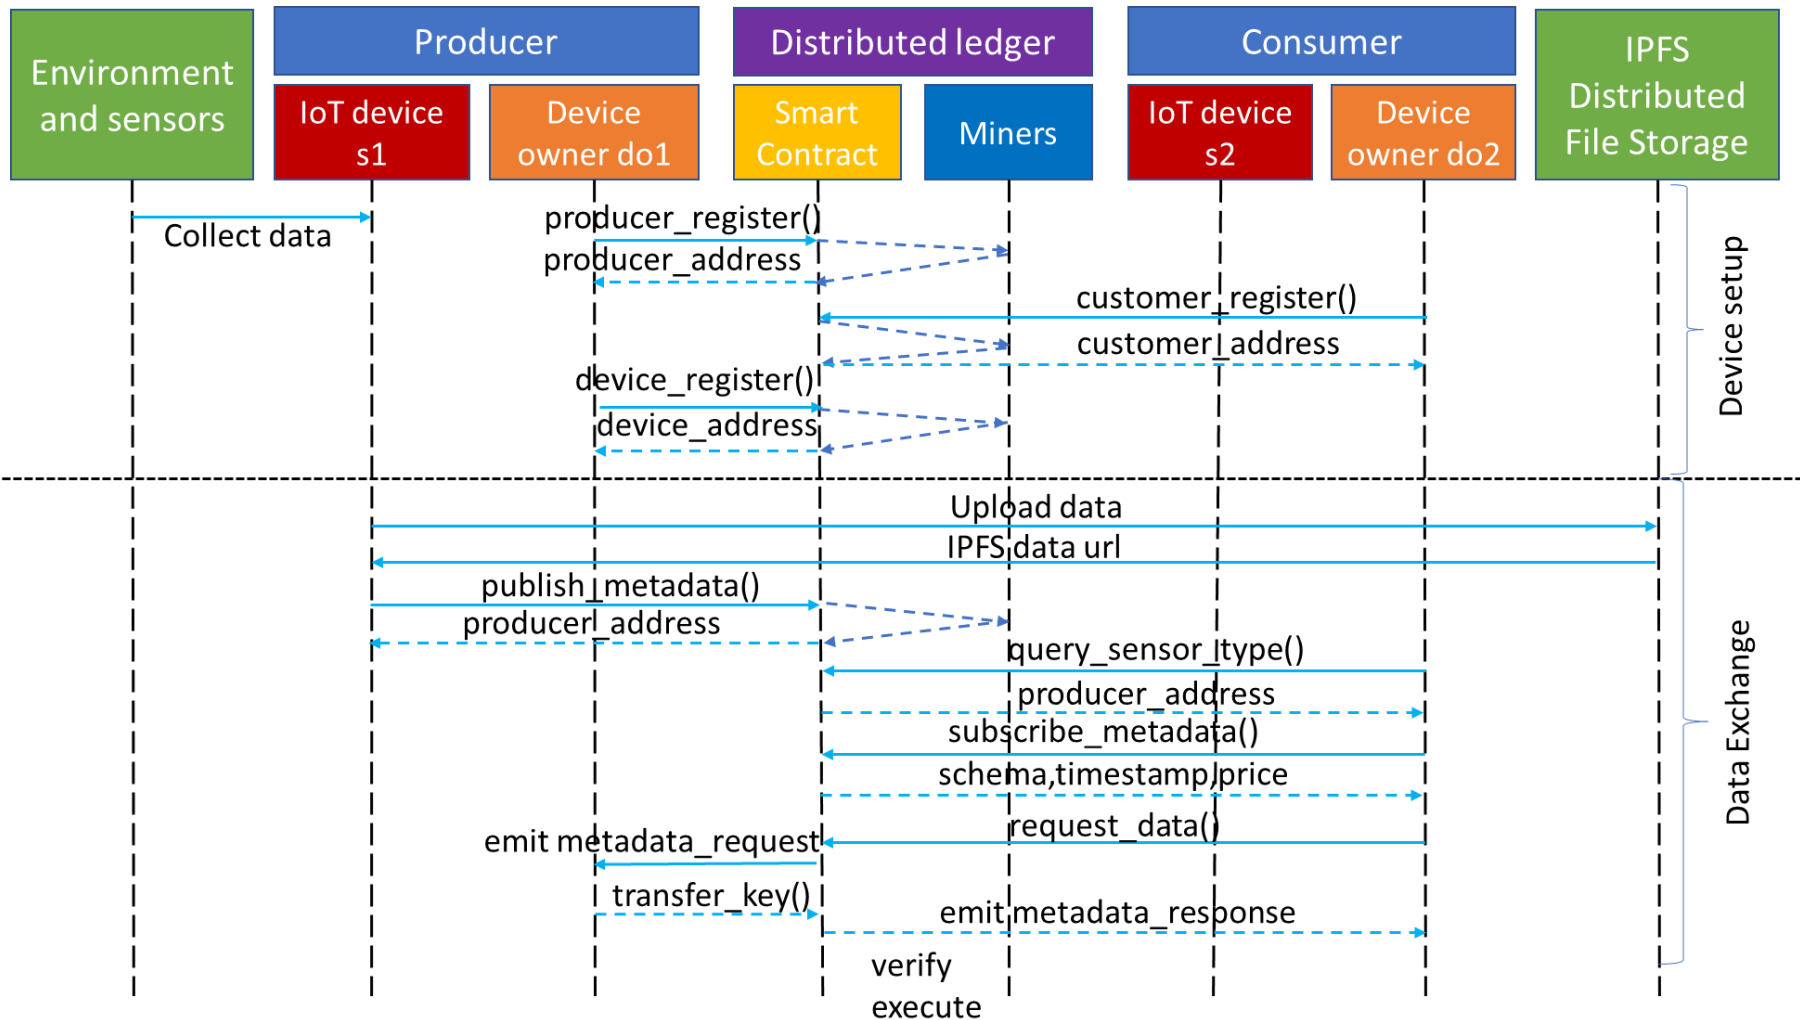 Environment
and sensors
Producer
Distributed ledger
Consumer
IPFS
Distributed
File Storage
IoT device
s1
Device
owner do1
Smart
Contract
Miners
IoT device
s2
Device
owner do2
Collect data
producer_register()
producer_address
customer_register()
customer_address
device_register()
device_address
Device setup
Upload data
IPFS data url
publish_metadata()
producer_address
query_sensor_type()
producer_address
subscribe_metadata()
schema,timestamp,price
request_data()
emit metadata_request
transfer_key()
emit metadata_response
Data Exchange
verify
execute